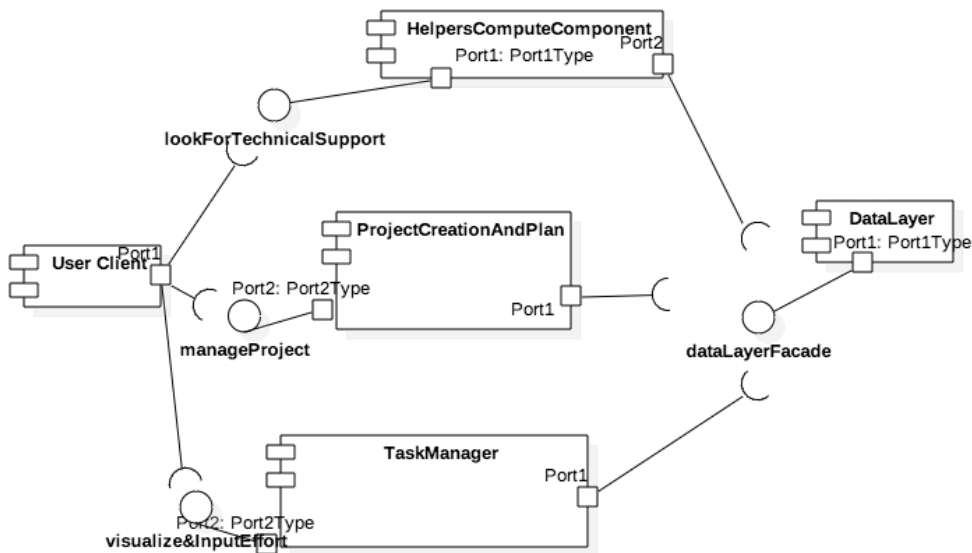 HelpersComputeComponent
Port2
Port1: Port1Type
lookForTechnicalSupport
DataLayer
Port1: Port1Type
ProjectCreationAndPlan
Port1
User Client
Port2: Port2Type
Port1
manageProject
dataLayerFacade
TaskManager
Port1
Port2: Port2Type
visualize&InputEffort